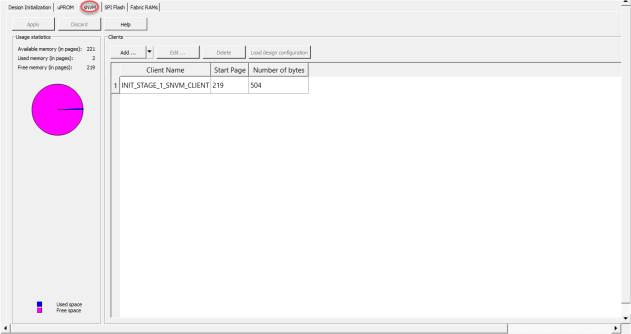 Design Initialization uPROM sNVM SPI Flash Fabric RAMs
Apply Discard Help
Usage statistics
Available memory (in pages): 221
Used memory (in pages): 2
Free memory (in pages): 219
Used space
Free space
Clients
Add ... Edit ... Delete Load design configuration
Client Name Start Page Number of bytes
1 INIT_STAGE_1_SNVM_CLIENT 219 504